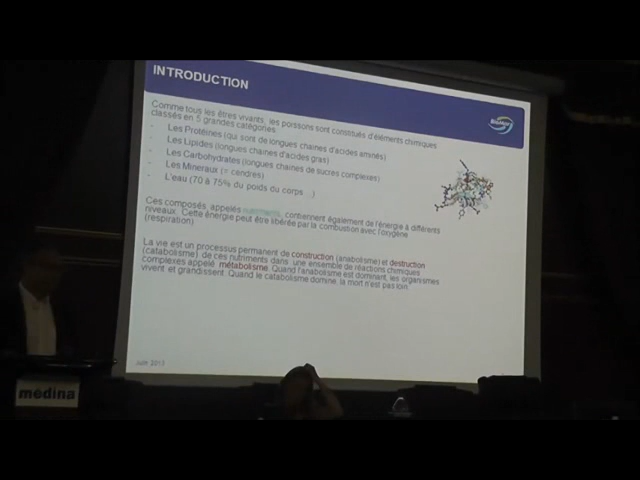 INTRODUCTION
BioMar
Comme tous les êtres vivants, les poissons sont constitués d'éléments chimiques
classés en 5 grandes catégories
- Les Protéines (qui sont de longues chaines d'acides aminés)
- Les Lipides (longues chaines d'acides gras)
- Les Carbohydrates (longues chaines de sucres complexes)
- Les Mineraux (= cendres)
- L'eau (70 à 75% du poids du corps…)
Ces composés, appelés nutriments, contiennent également de l'énergie à différents
niveaux. Cette énergie peut être libérée par la combustion avec l'oxygène
(respiration)
La vie est un processus permanent de construction (anabolisme) et destruction
(catabolisme) de ces nutriments dans une ensemble de réactions chimiques
complexes appelé métabolisme. Quand l'anabolisme est dominant, les organismes
vivent et grandissent. Quand le catabolisme domine, la mort n'est pas loin
medina